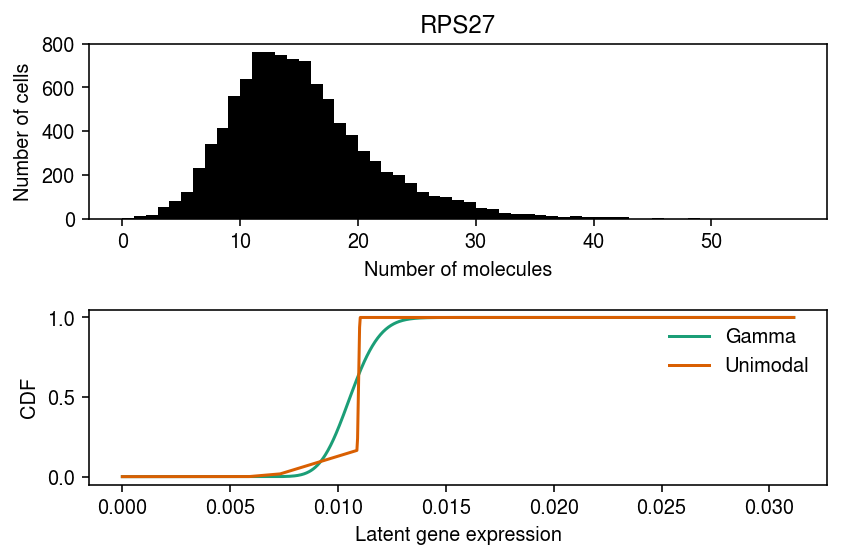 RPS27
800
600
400
200
0
Number of cells
0 10 20 30 40 50
Number of molecules
1.0
0.5
0.0
CDF
Gamma
Unimodal
0.000 0.005 0.010 0.015 0.020 0.025 0.030
Latent gene expression